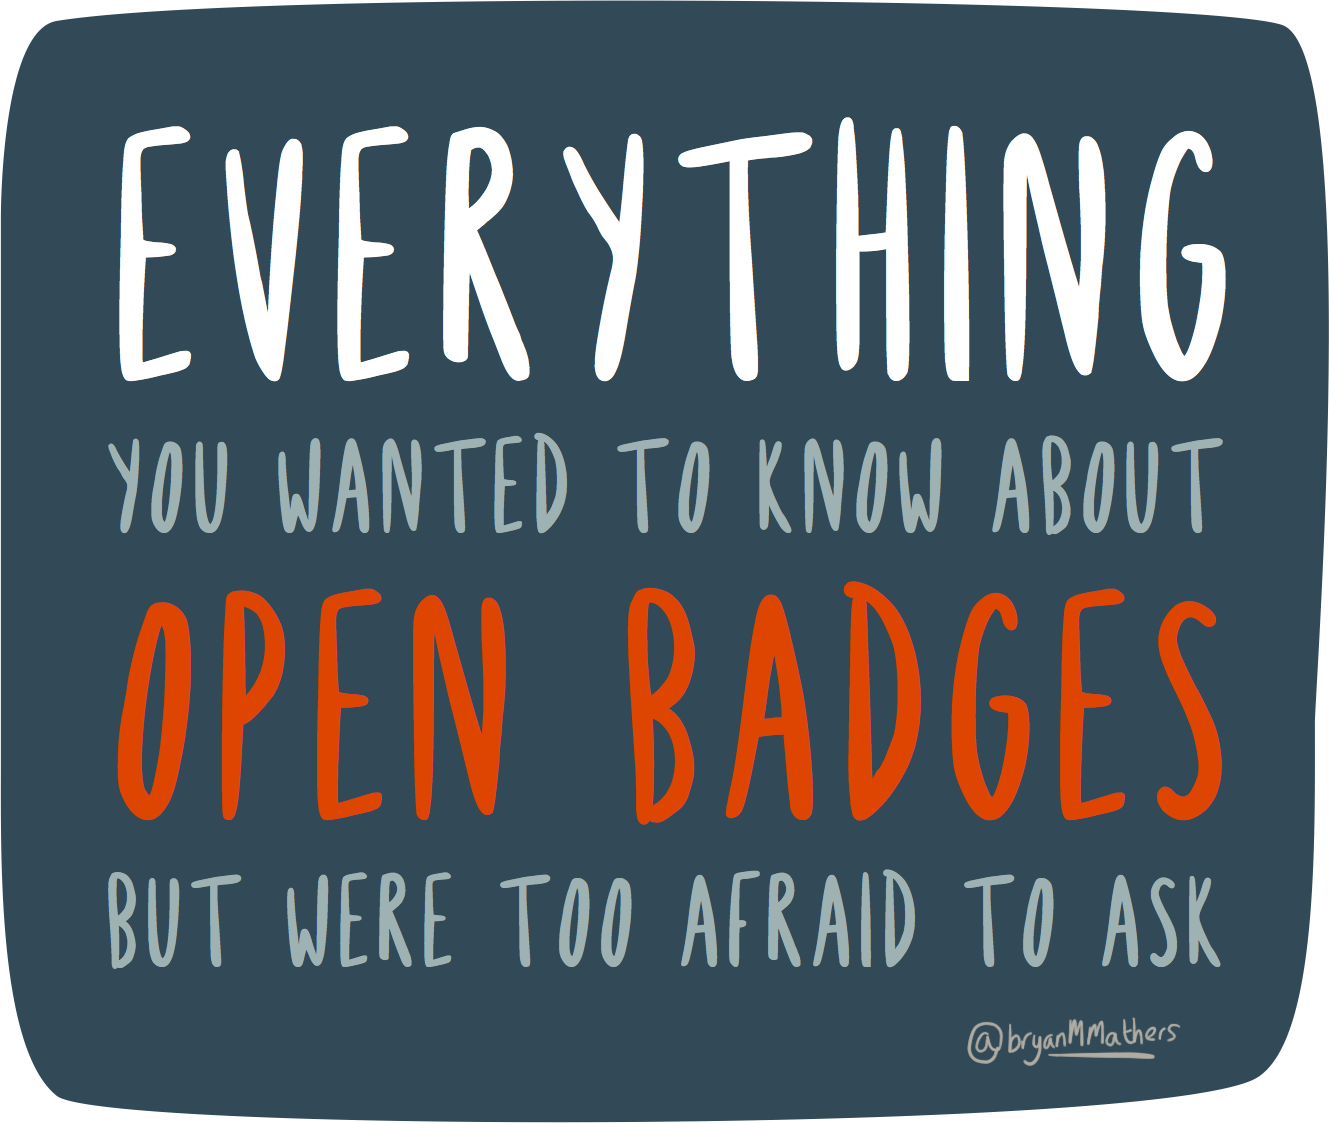 EVERYTHING
YOU WANTED TO KNOW ABOUT
OPEN BADGES
BUT WERE TOO AFRAID TO ASK
@bryanMMathers